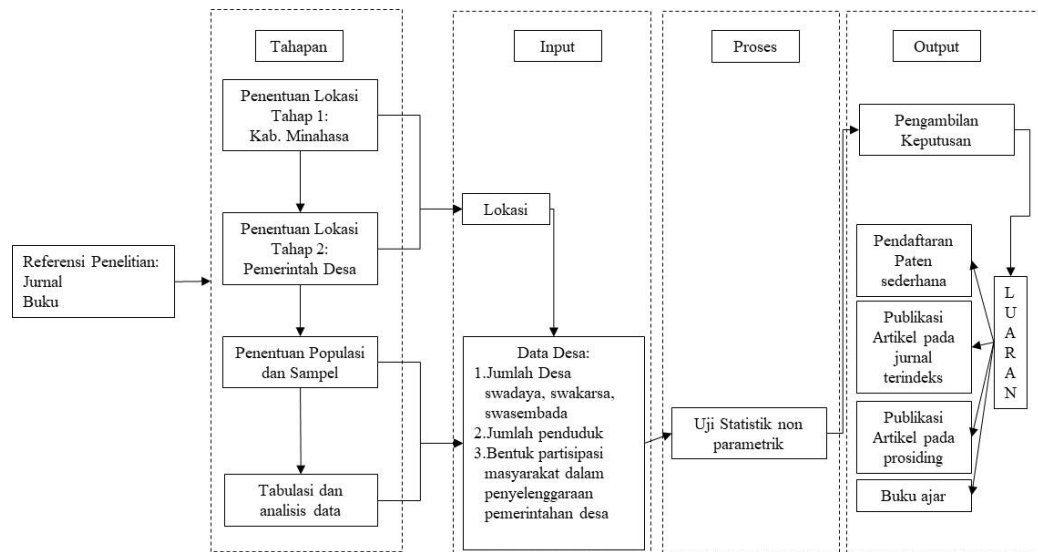 Tahapan
Input
Proses
Output
Penentuan Lokasi
Tahap 1:
Kab. Minahasa
Pengambilan
Keputusan
Lokasi
Penentuan Lokasi
Tahap 2:
Pemerintah Desa
Referensi Penelitian:
Jurnal
Buku
Pendaftaran
Paten
sederhana
LUARAN
Publikasi
Artikel pada
jurnal
terindeks
Penentuan Populasi
dan Sampel
Data Desa:
1.Jumlah Desa
swadaya, swakarsa,
swasembada
2.Jumlah penduduk
3.Bentuk partisipasi
masyarakat dalam
penyelenggaraan
pemerintahan desa
Uji Statistik non
parametrik
Publikasi
Artikel pada
prosiding
Tabulasi dan
analisis data
Buku ajar